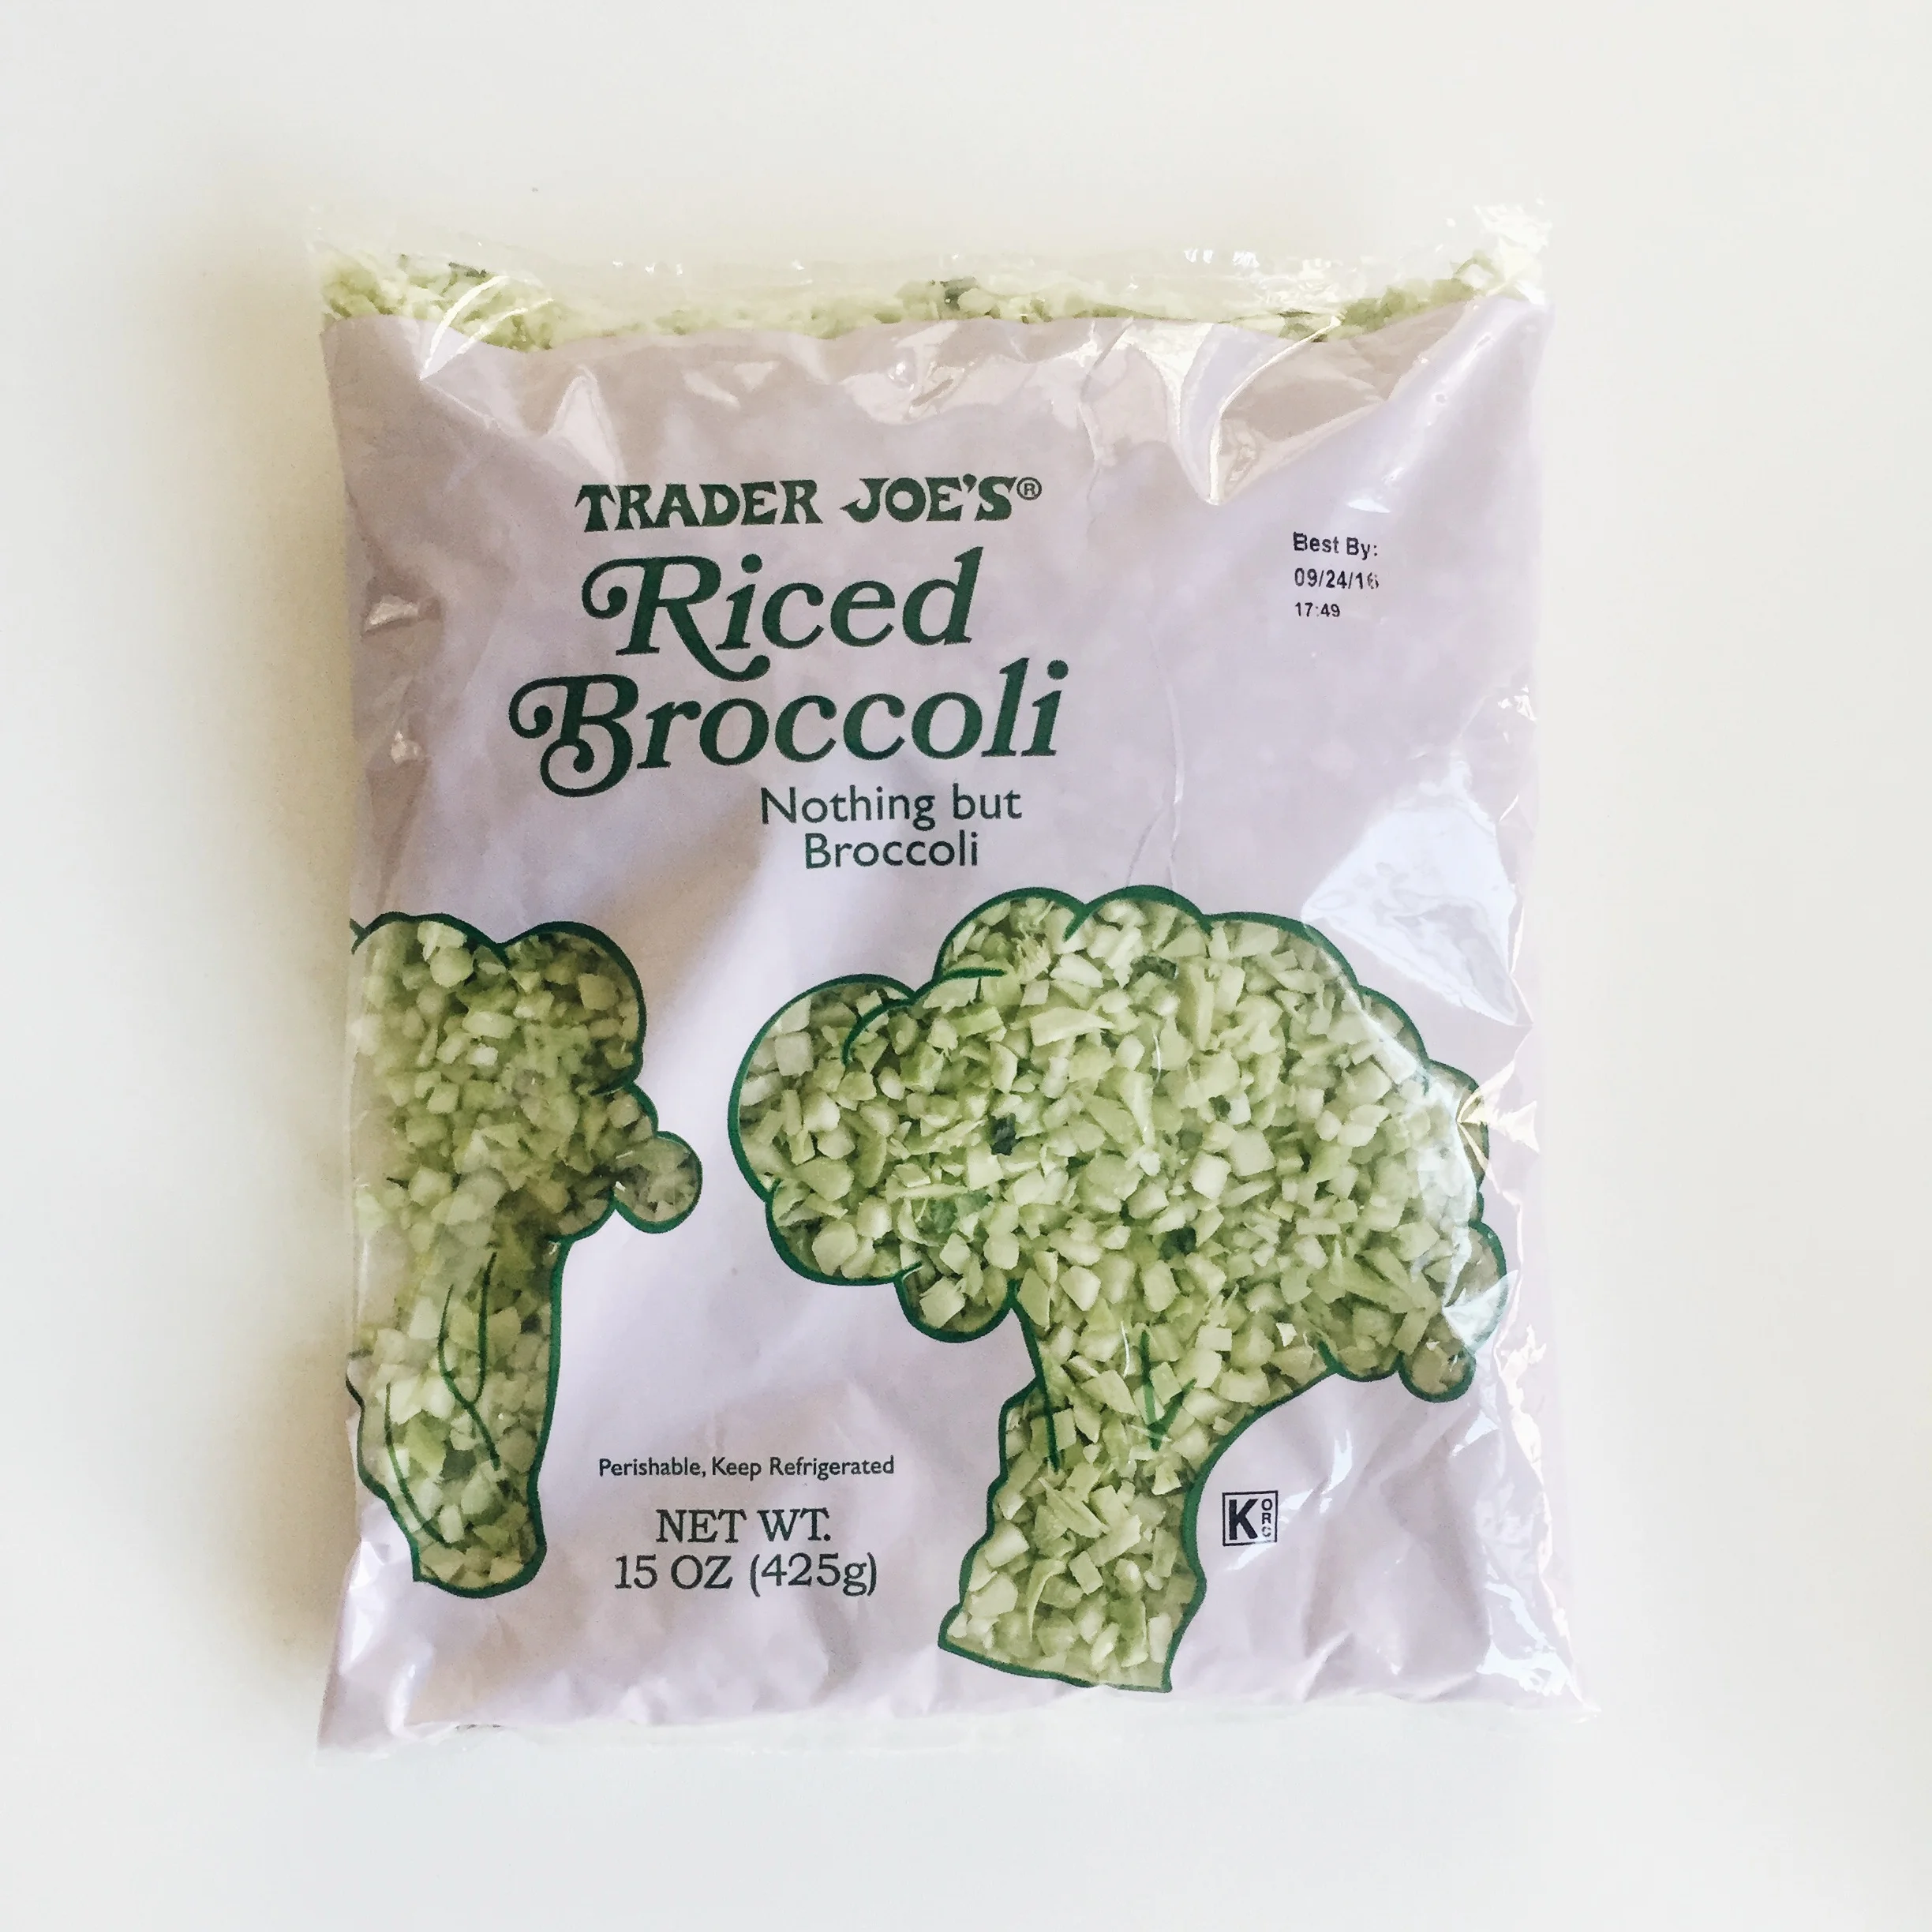 TRADER JOE'S®
Riced
Broccoli
Nothing but
Broccoli
Best By:
09/24/16
17:49
Perishable, Keep Refrigerated
NET WT.
15 OZ (425g)
K ORC